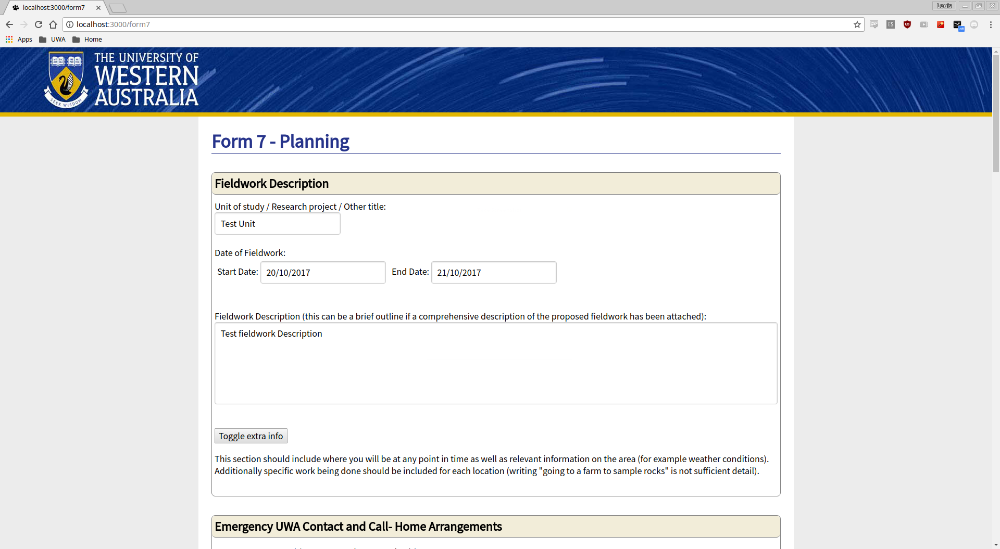 localhost:3000/form7
Louis
localhost:3000/form7
Apps
UWA
Home
THE UNIVERSITY OF
WESTERN
AUSTRALIA
SEEK WISDOM
Form 7 - Planning
Fieldwork Description
Unit of study / Research project / Other title:
Test Unit
Date of Fieldwork:
Start Date: 20/10/2017 End Date: 21/10/2017
Fieldwork Description (this can be a brief outline if a comprehensive description of the proposed fieldwork has been attached):
Test fieldwork Description
Toggle extra info
This section should include where you will be at any point in time as well as relevant information on the area (for example weather conditions).
Additionally specific work being done should be included for each location (writing "going to a farm to sample rocks" is not sufficient detail).
Emergency UWA Contact and Call- Home Arrangements